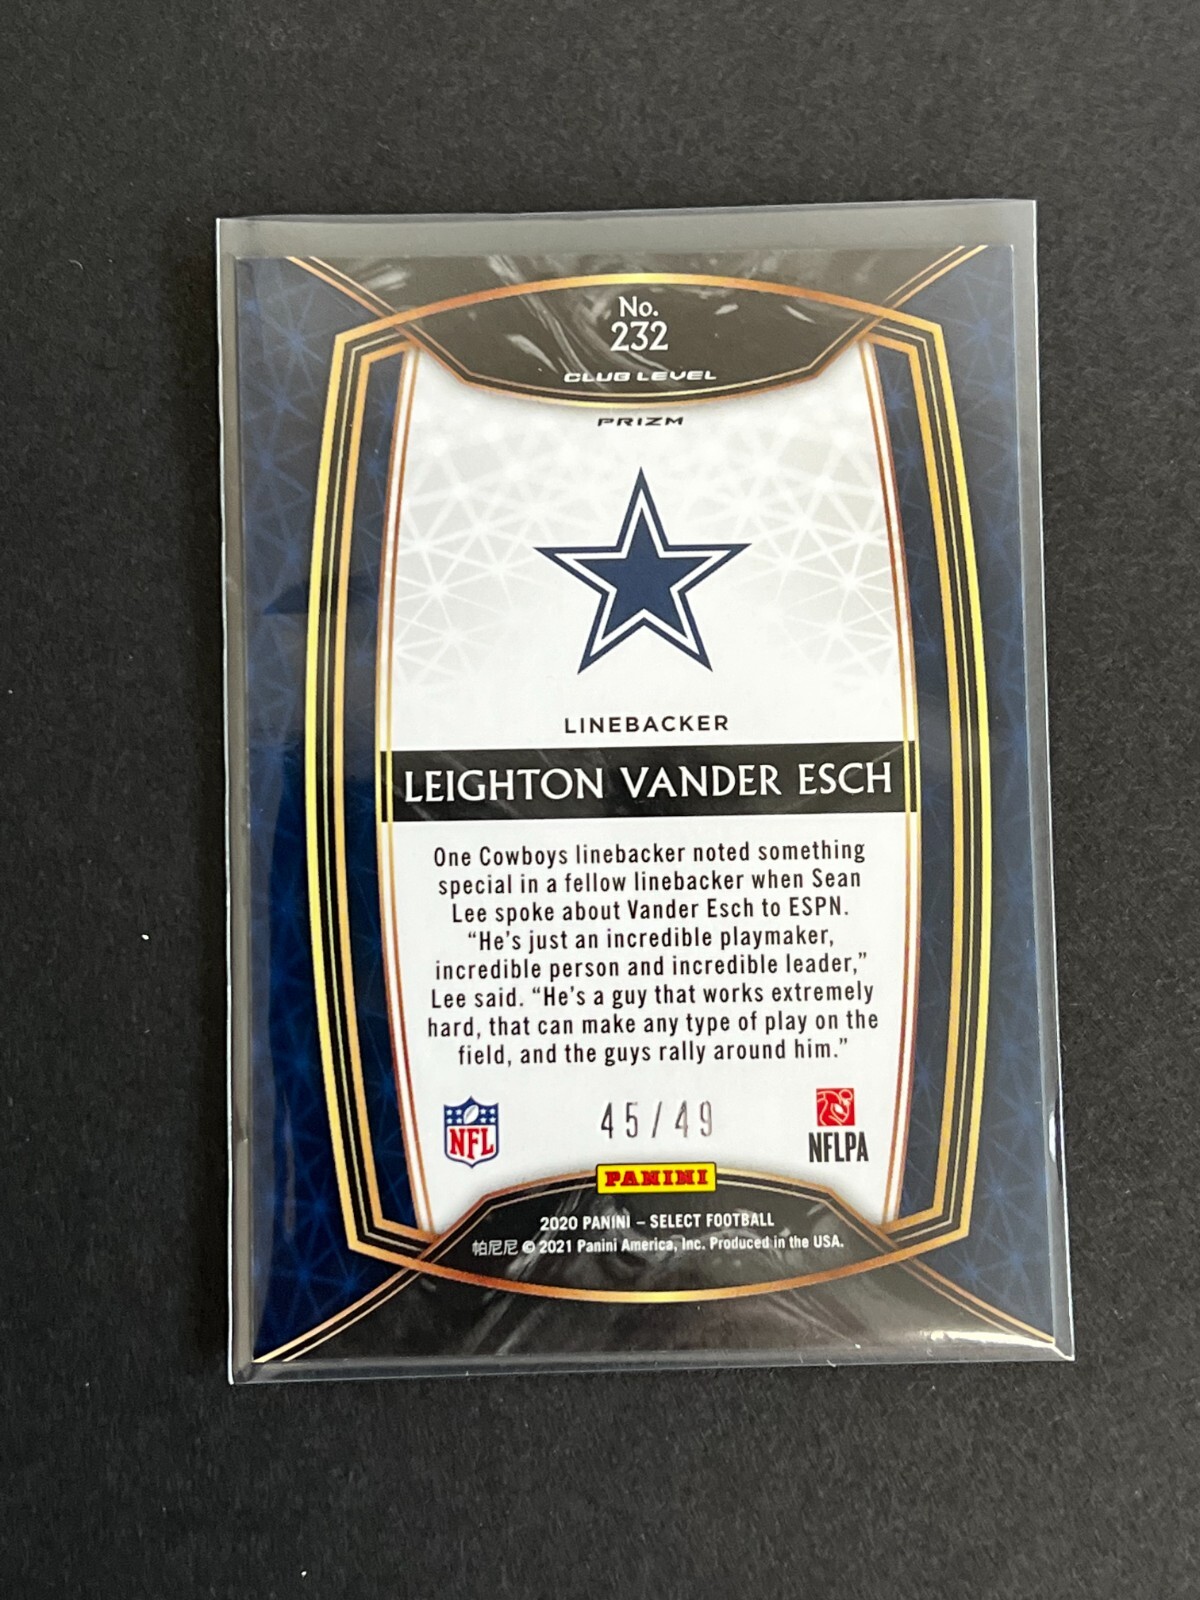 No.
232
CLUB LEVEL
PRIZM
LINEBACKER
LEIGHTON VANDER ESCH
One Cowboys linebacker noted something
special in a fellow linebacker when Sean
Lee spoke about Vander Esch to ESPN.
“He’s just an incredible playmaker,
incredible person and incredible leader,”
Lee said. “He’s a guy that works extremely
hard, that can make any type of play on the
field, and the guys rally around him.”
NFL
45/49
NFLPA
PANINI
2020 PANINI – SELECT FOOTBALL
帕尼尼 © 2021 Panini America, Inc. Produced in the USA.